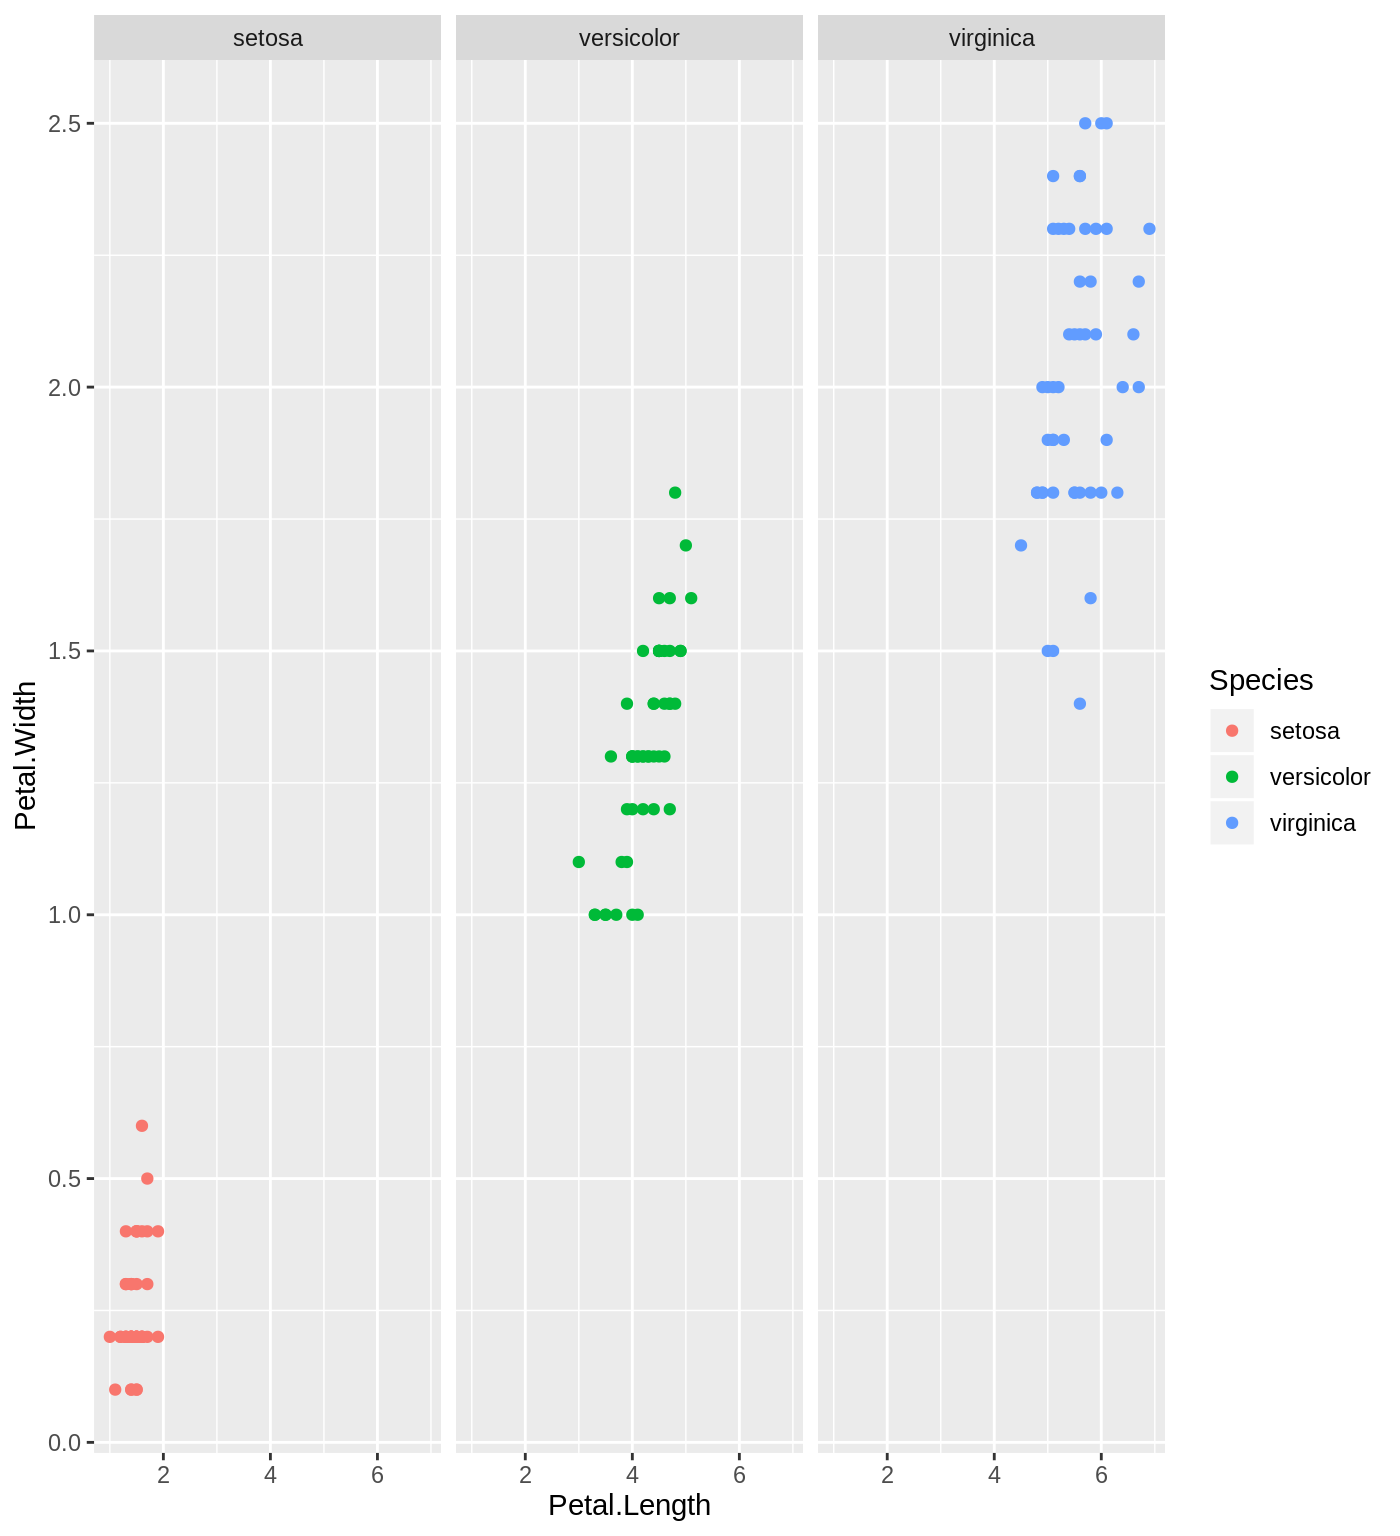 setosa versicolor virginica
2.5
2.0
1.5
1.0
0.5
0.0
Petal.Width
2 4 6 2 4 6 2 4 6
Petal.Length
Species
setosa
versicolor
virginica